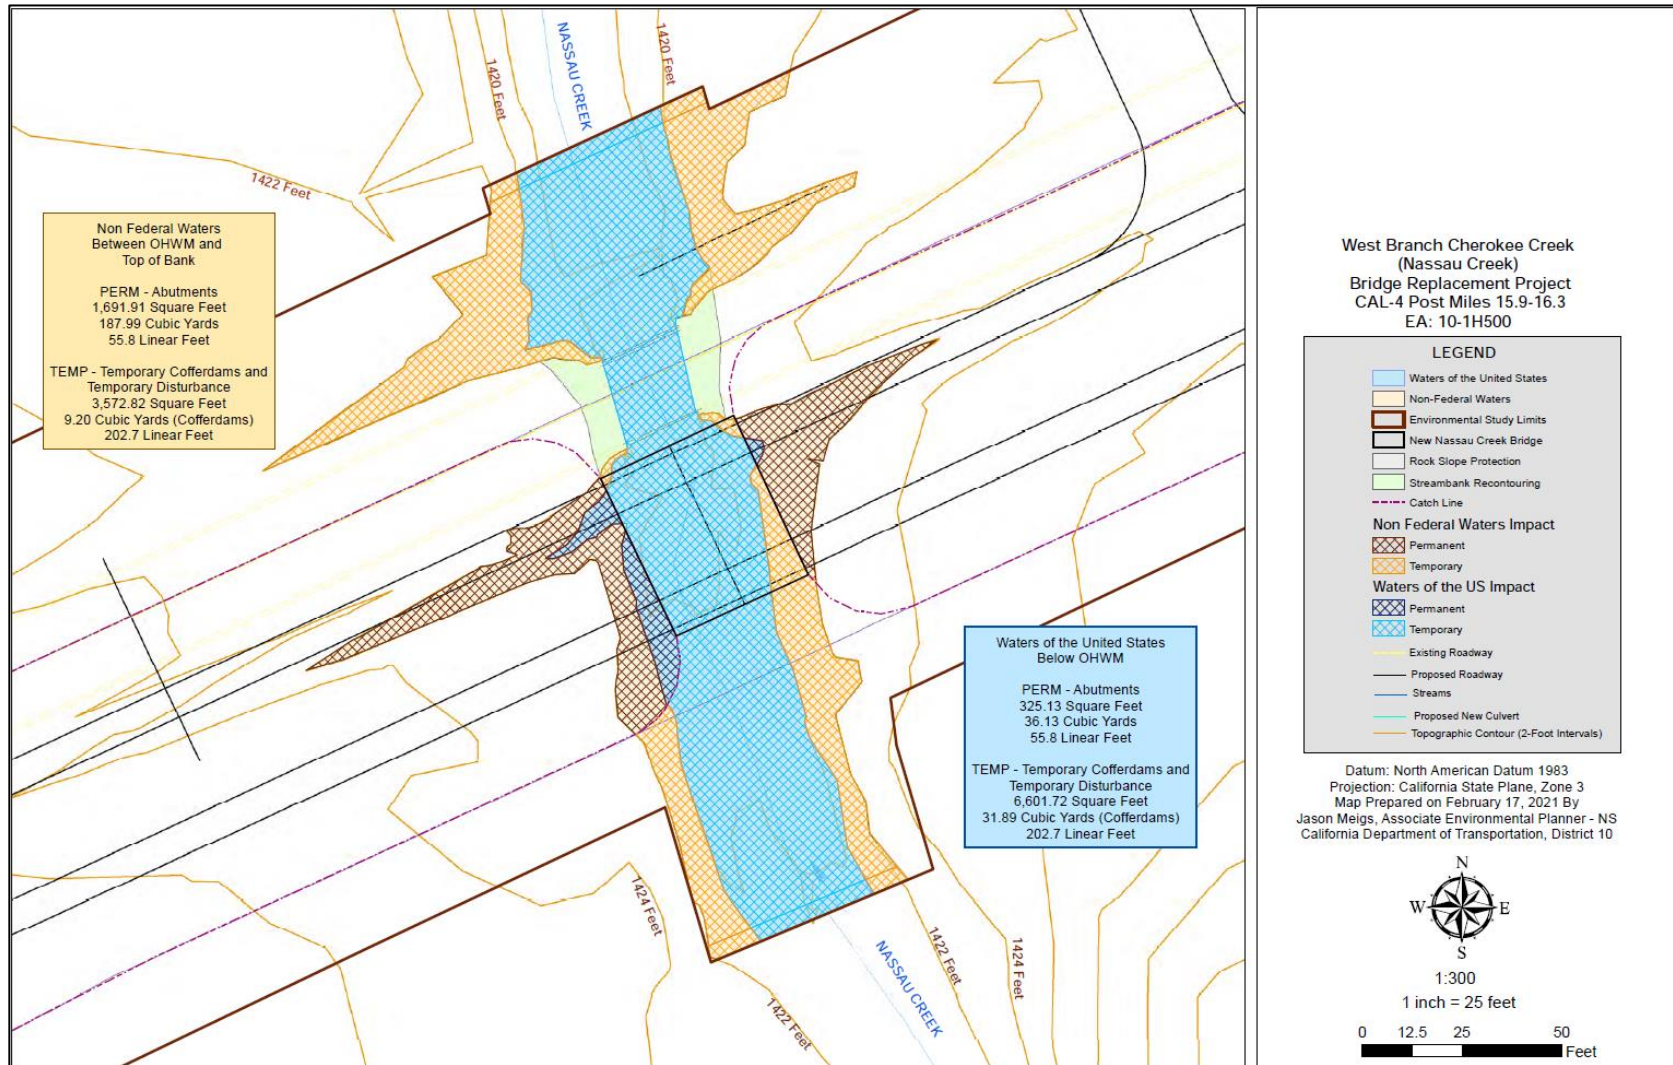 NASSAU CREEK
1420 Feet
1420 Feet
1422 Feet
Non Federal Waters
Between OHWM and
Top of Bank
PERM - Abutments
1,691.91 Square Feet
187.99 Cubic Yards
55.8 Linear Feet
TEMP - Temporary Cofferdams and
Temporary Disturbance
3,572.82 Square Feet
9.20 Cubic Yards (Cofferdams)
202.7 Linear Feet
Waters of the United States
Below OHWM
PERM - Abutments
325.13 Square Feet
36.13 Cubic Yards
55.8 Linear Feet
TEMP - Temporary Cofferdams and
Temporary Disturbance
6,601.72 Square Feet
31.89 Cubic Yards (Cofferdams)
202.7 Linear Feet
1424 Feet
NASSAU CREEK
1422 Feet
1424 Feet
1422 Feet
West Branch Cherokee Creek
(Nassau Creek)
Bridge Replacement Project
CAL-4 Post Miles 15.9-16.3
EA: 10-1H500
LEGEND
Waters of the United States
Non-Federal Waters
Environmental Study Limits
New Nassau Creek Bridge
Rock Slope Protection
Streambank Recontouring
Catch Line
Non Federal Waters Impact
Permanent
Temporary
Waters of the US Impact
Permanent
Temporary
Existing Roadway
Proposed Roadway
Streams
Proposed New Culvert
Topographic Contour (2-Foot Intervals)
Datum: North American Datum 1983
Projection: California State Plane, Zone 3
Map Prepared on February 17, 2021 By
Jason Meigs, Associate Environmental Planner - NS
California Department of Transportation, District 10
N
W E
S
1:300
1 inch = 25 feet
0 12.5 25 50
Feet